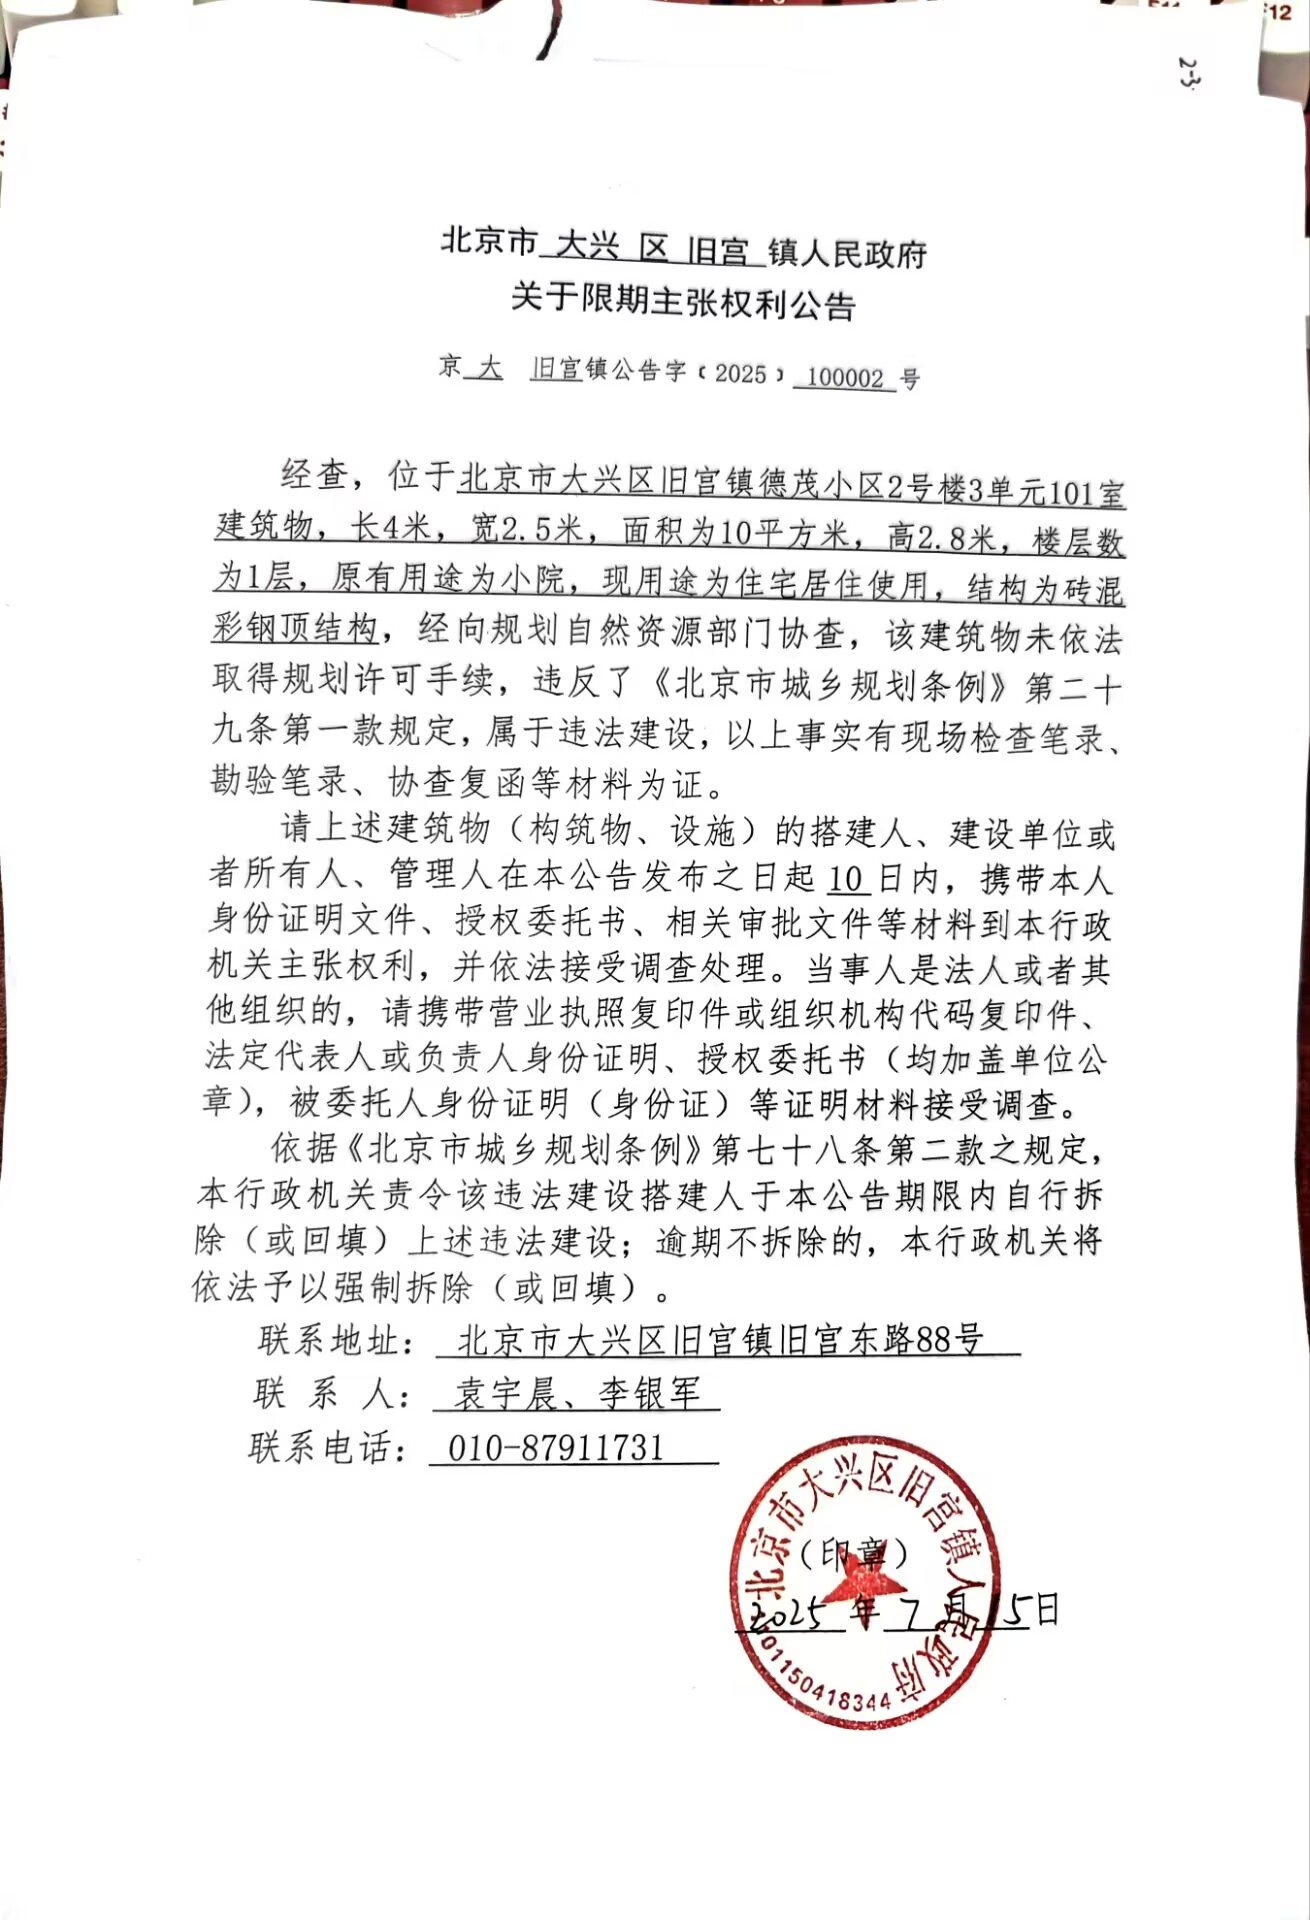 F11
F12
2-3
北京市 大兴 区 旧宫 镇人民政府
关于限期主张权利公告
京 大 旧宫镇公告字﹝2025﹞ 100002 号
经查，位于北京市大兴区旧宫镇德茂小区2号楼3单元101室
建筑物，长4米，宽2.5米，面积为10平方米，高2.8米，楼层数
为1层，原有用途为小院，现用途为住宅居住使用，结构为砖混
彩钢顶结构，经向规划自然资源部门协查，该建筑物未依法
取得规划许可手续，违反了《北京市城乡规划条例》第二十
九条第一款规定，属于违法建设，以上事实有现场检查笔录、
勘验笔录、协查复函等材料为证。
请上述建筑物（构筑物、设施）的搭建人、建设单位或
者所有人、管理人在本公告发布之日起 10 日内，携带本人
身份证明文件、授权委托书、相关审批文件等材料到本行政
机关主张权利，并依法接受调查处理。当事人是法人或者其
他组织的，请携带营业执照复印件或组织机构代码复印件、
法定代表人或负责人身份证明、授权委托书（均加盖单位公
章），被委托人身份证明（身份证）等证明材料接受调查。
依据《北京市城乡规划条例》第七十八条第二款之规定，
本行政机关责令该违法建设搭建人于本公告期限内自行拆
除（或回填）上述违法建设；逾期不拆除的，本行政机关将
依法予以强制拆除（或回填）。
联系地址： 北京市大兴区旧宫镇旧宫东路88号
联 系 人： 袁宇晨、李银军
联系电话： 010-87911731
北京市大兴区旧宫镇人民政府
（印章）
2025 年 7 月 15日
01150418344